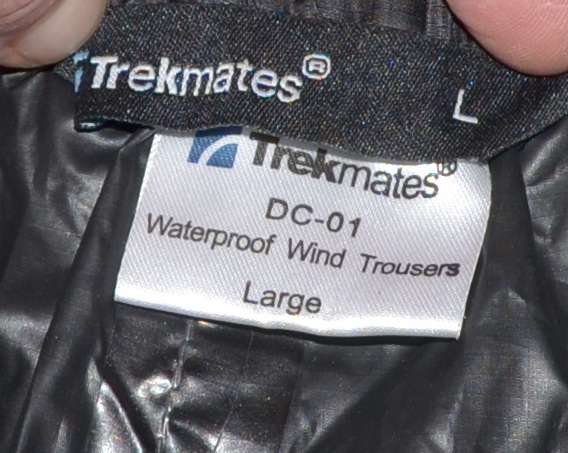 Trekmates®
L
Trekmates®
DC-01
Waterproof Wind Trousers
Large